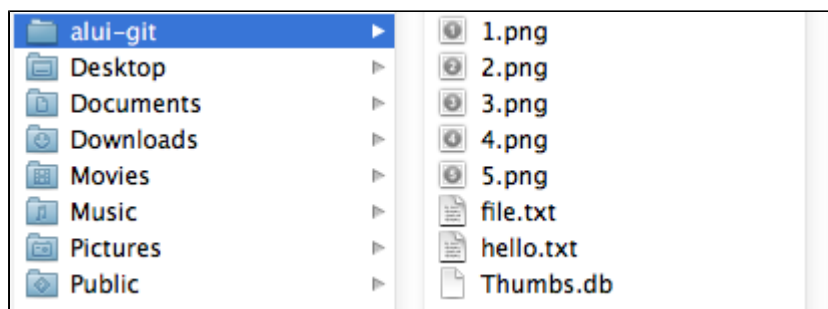 alui-git
Desktop
Documents
Downloads
Movies
Music
Pictures
Public
1.png
2.png
3.png
4.png
5.png
file.txt
hello.txt
Thumbs.db